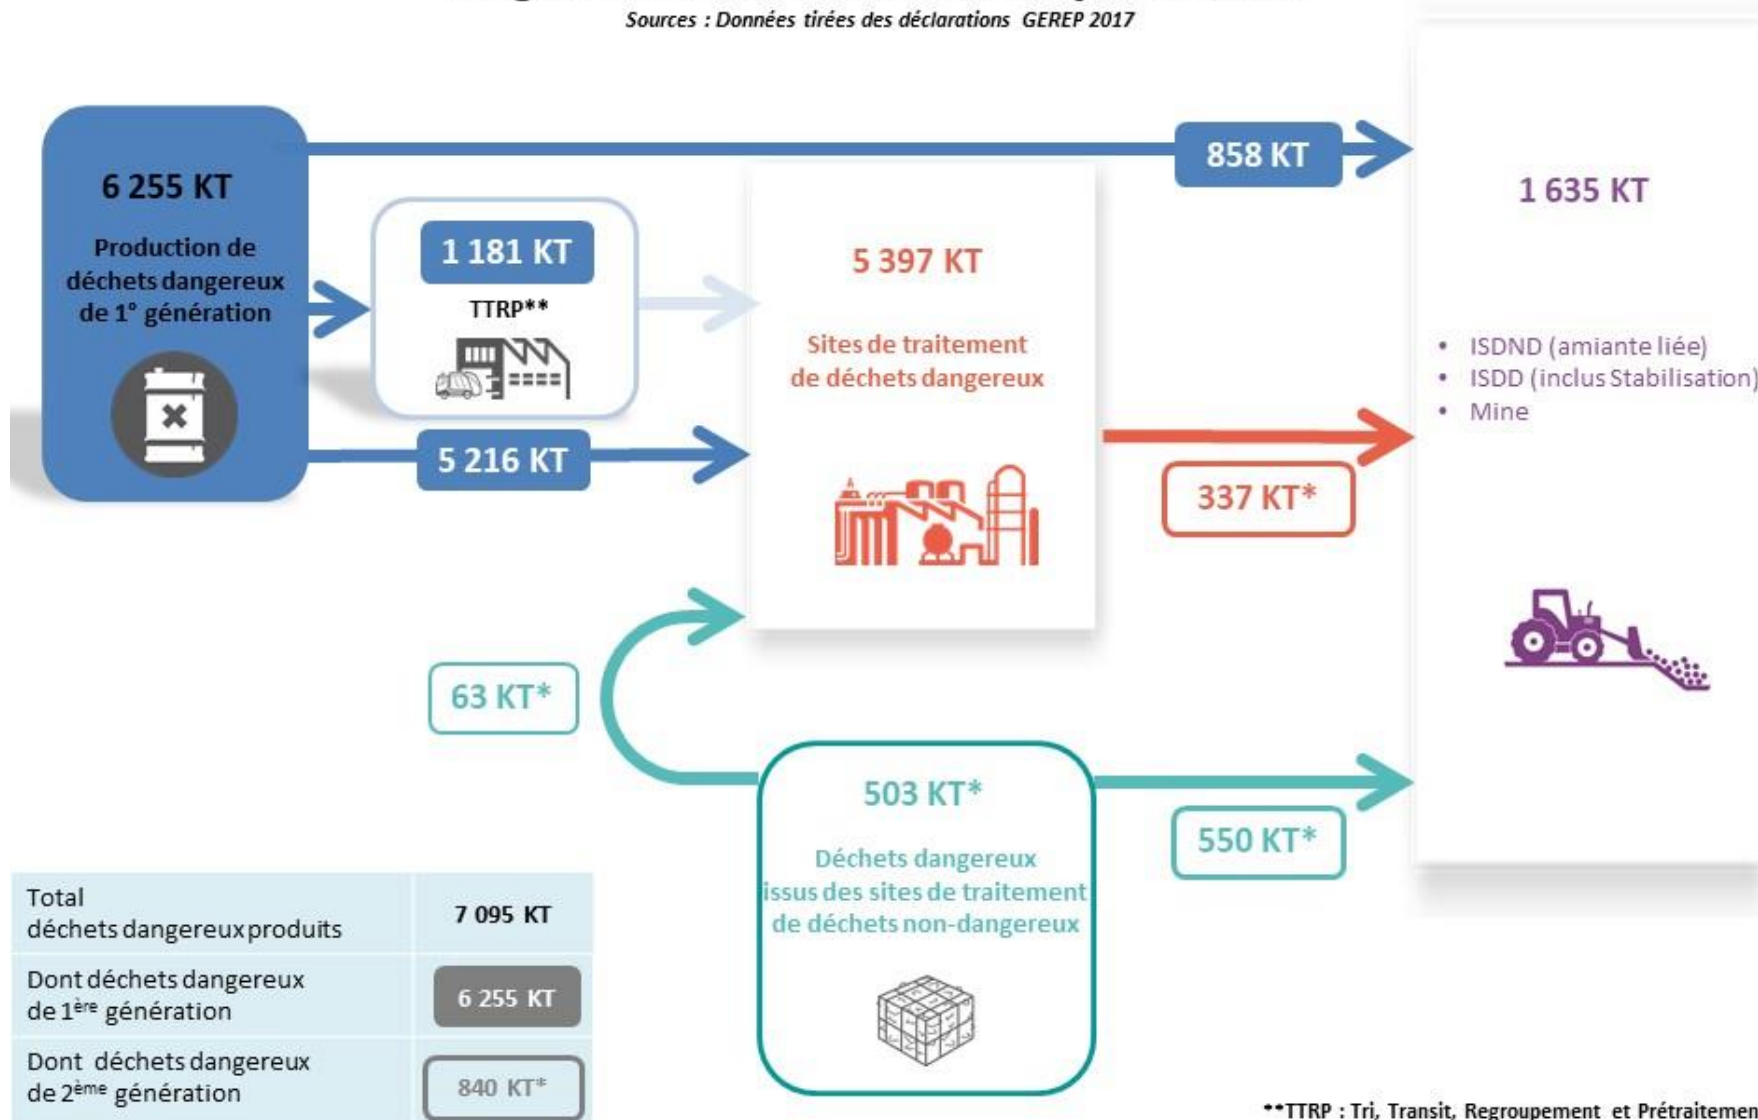 Sources : Données tirées des déclarations GEREP 2017
858 KT
6 255 KT
Production de
déchets dangereux
de 1° génération
1 181 KT
TTRP**
5 216 KT
5 397 KT
Sites de traitement
de déchets dangereux
1 635 KT
• ISDND (amiante liée)
• ISDD (inclus Stabilisation)
• Mine
337 KT*
63 KT*
503 KT*
Déchets dangereux
issus des sites de traitement
de déchets non-dangereux
550 KT*
Total
déchets dangereux produits
7 095 KT
Dont déchets dangereux
de 1ère génération
6 255 KT
Dont déchets dangereux
de 2ème génération
840 KT*
**TTRP : Tri, Transit, Regroupement et Prétraitemen